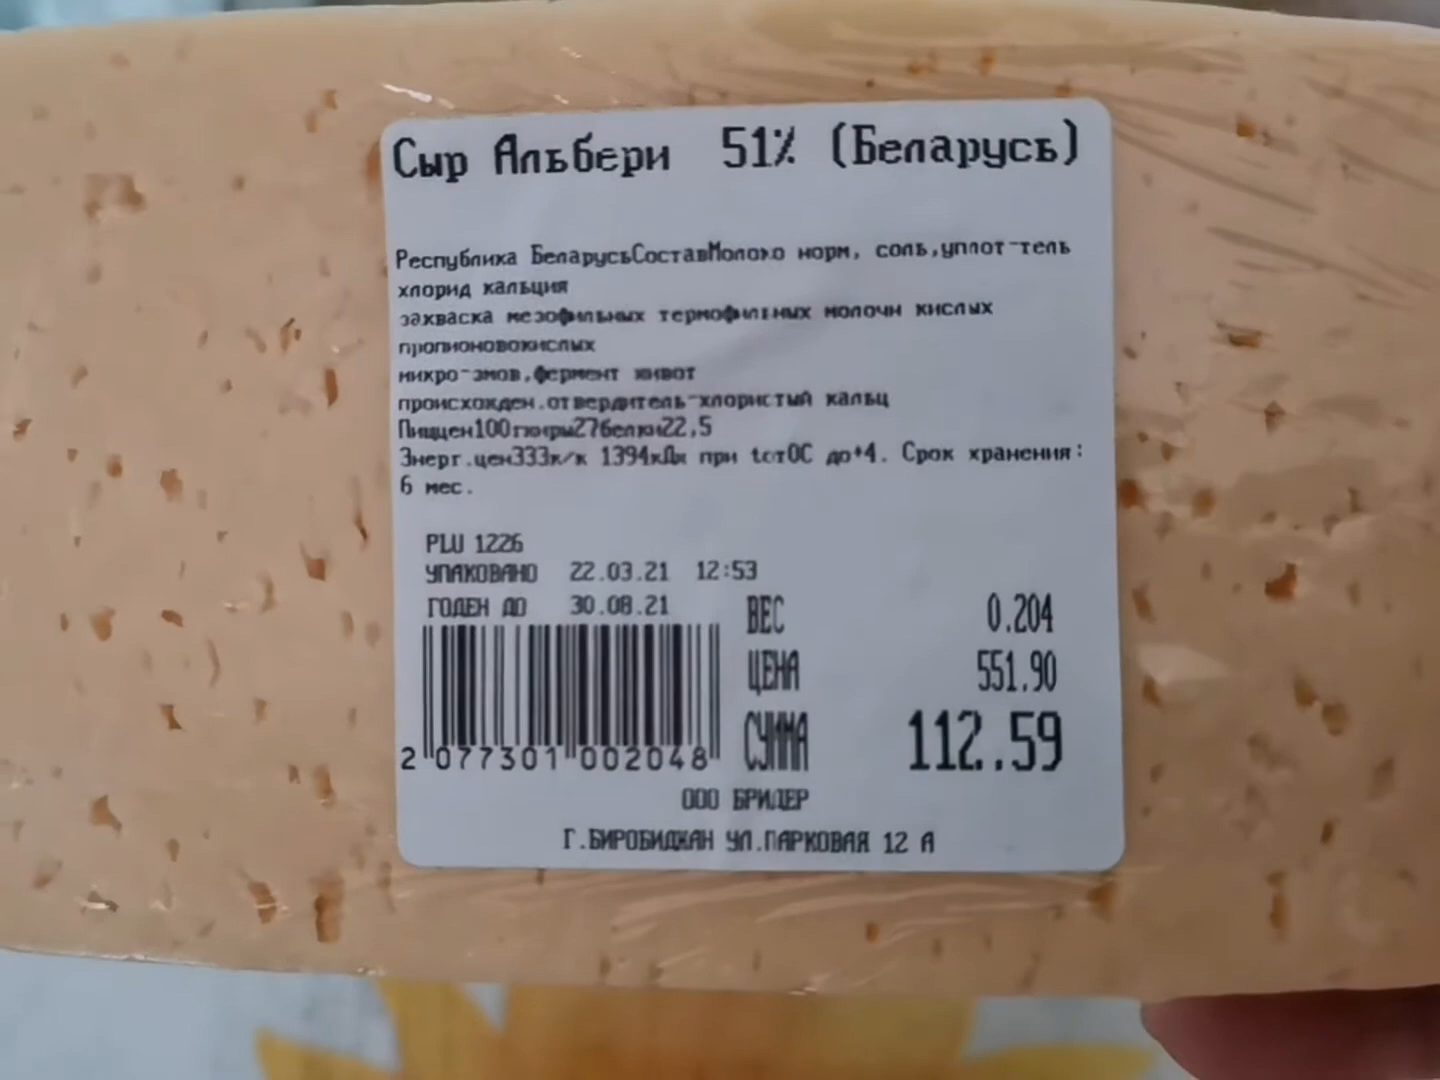 Сыр Альбери 51% (Беларусь)
Республика БеларусьСоставМолоко норм, соль,уплот-тель
хлорид кальция
закваска мезофильных термофильных молочн кислых
пропионовокислых
микро-змов,фермент живот
происхожден.отвердитель-хлористый кальц
Пищцен100гжиры27белки22,5
Энерг.цен333к/к 1394кДж при tот0С до+4. Срок хранения:
6 мес.
PLU 1226
УПАКОВАНО 22.03.21 12:53
ГОДЕН ДО 30.08.21
ВЕС 0.204
ЦЕНА 551.90
СУММА 112.59
2 077301 002048
ООО БРИДЕР
Г.БИРОБИДЖАН УЛ.ПАРКОВАЯ 12 А